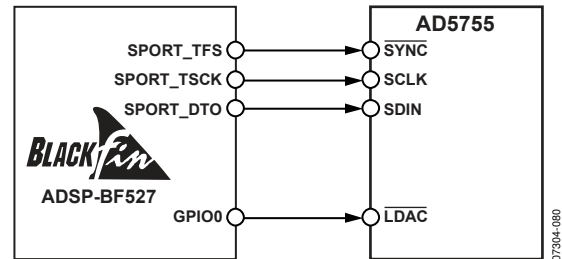 AD5755
SPORT_TFS
SYNC
SPORT_TSCK
SCLK
SPORT_DTO
SDIN
BLACKfin
ADSP-BF527
GPIO0
LDAC
07304-080